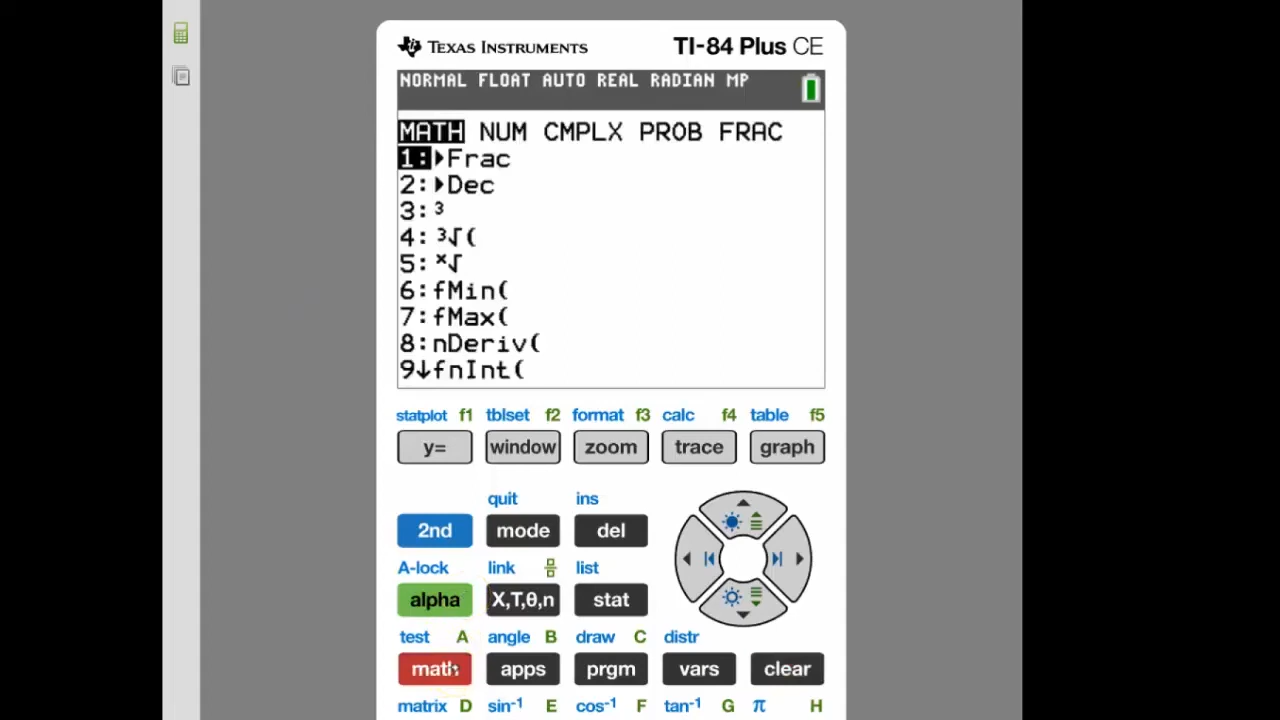 TEXAS INSTRUMENTS TI-84 Plus CE
NORMAL FLOAT AUTO REAL RADIAN MP
MATH NUM CMPLX PROB FRAC
1:▶Frac
2:▶Dec
3:³
4:³√(
5:ˣ√
6:fMin(
7:fMax(
8:nDeriv(
9↓fnInt(
statplot f1 tblset f2 format f3 calc f4 table f5
y= window zoom trace graph
quit ins
2nd mode del
A-lock link list
alpha X,T,θ,n stat
test A angle B draw C distr
math apps prgm vars clear
matrix D sin⁻¹ E cos⁻¹ F tan⁻¹ G π H